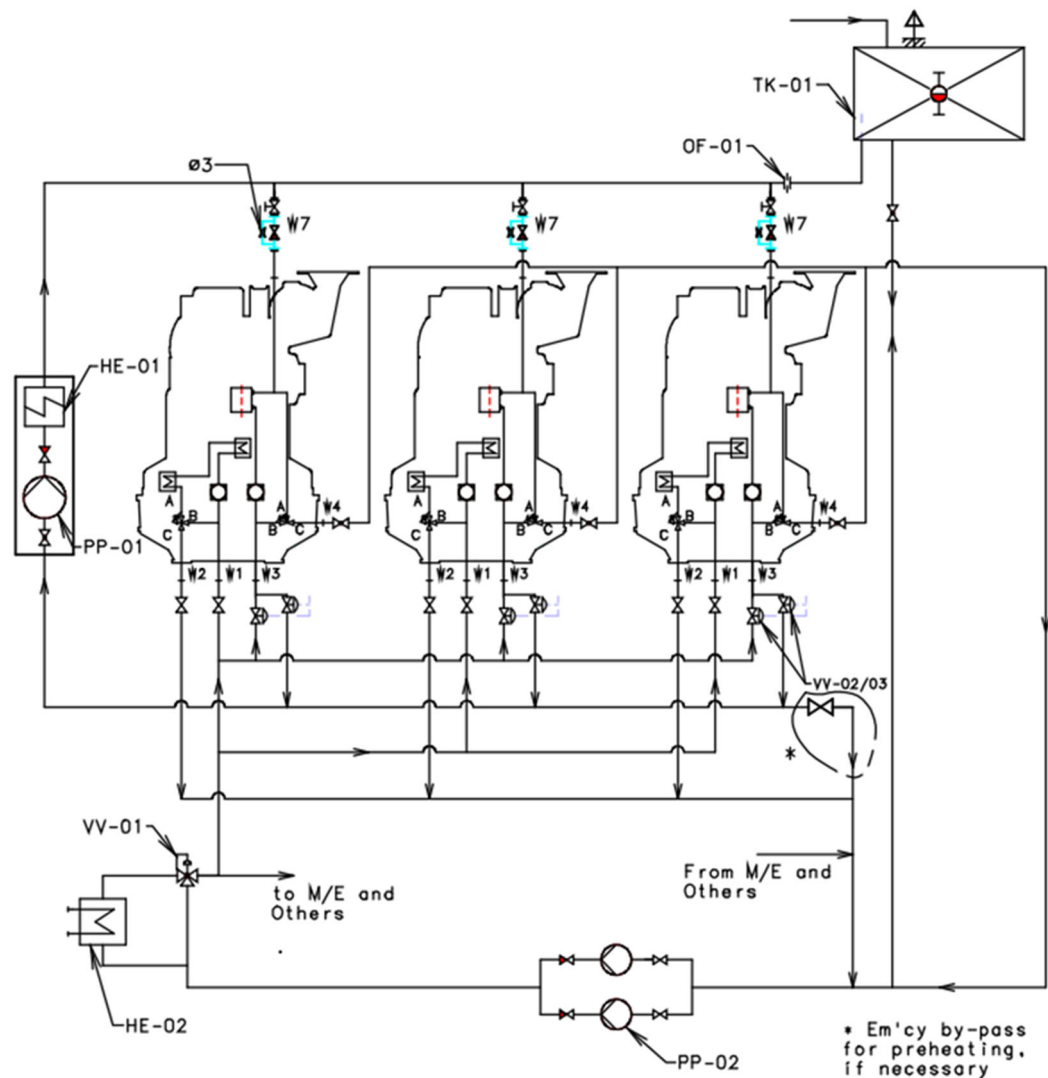 TK-01
OF-01
ø3
W7
W7
W7
HE-01
PP-01
A
B
C
A
B
C
W4
A
B
C
A
B
C
W4
A
B
C
A
B
C
W4
W2
W1
W3
W2
W1
W3
W2
W1
W3
VV-02/03
*
VV-01
to M/E and
Others
From M/E and
Others
HE-02
PP-02
* Em'cy by-pass
for preheating,
if necessary